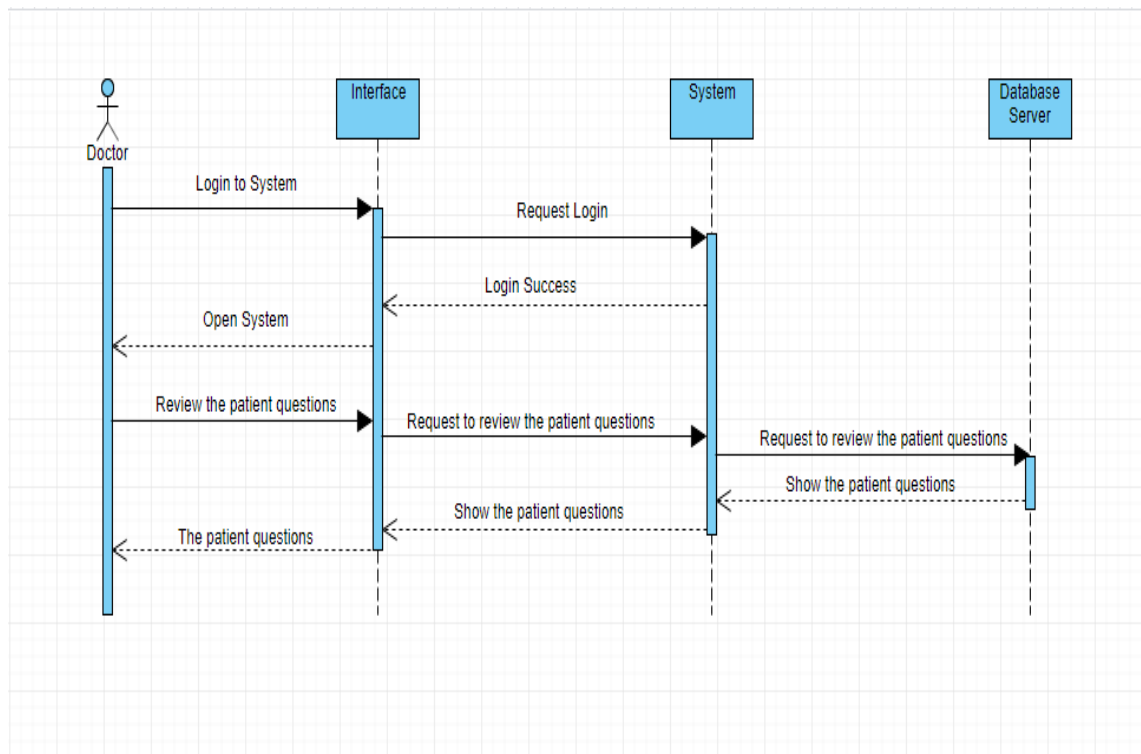 Interface
System
Database
Server
Doctor
Login to System
Request Login
Login Success
Open System
Review the patient questions
Request to review the patient questions
Request to review the patient questions
Show the patient questions
Show the patient questions
The patient questions